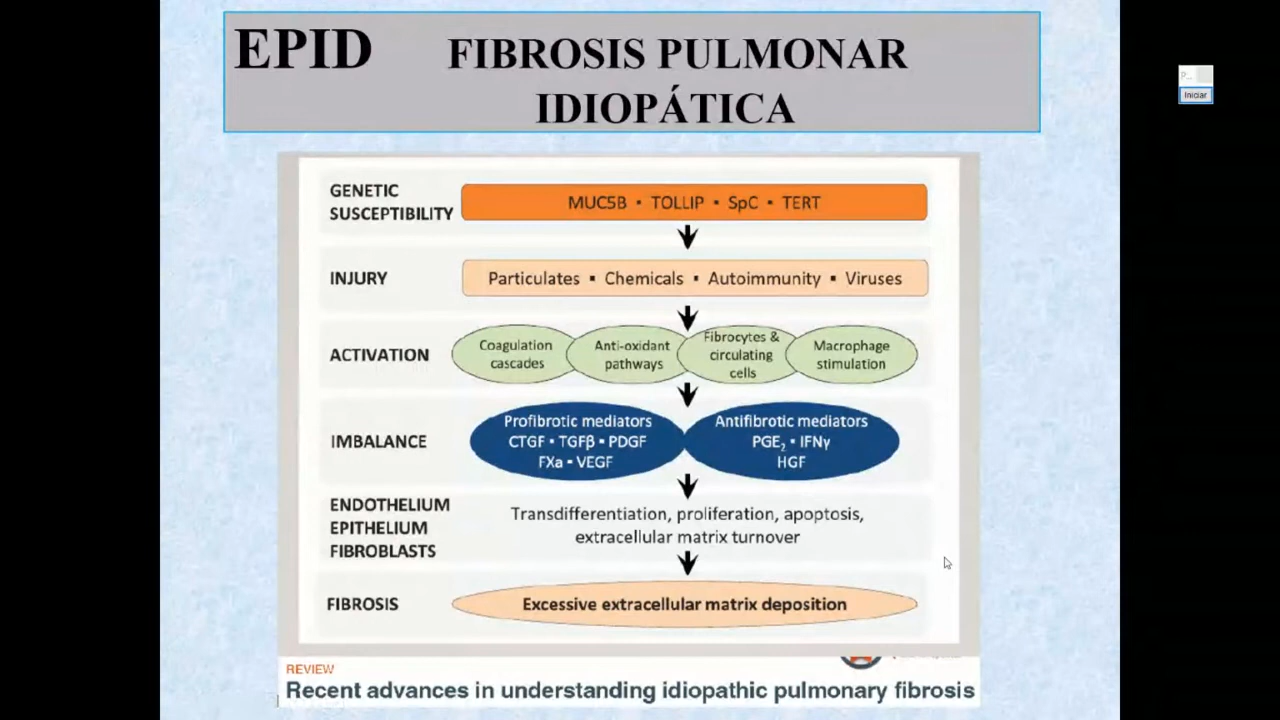 EPID FIBROSIS PULMONAR
IDIOPÁTICA
P...
Iniciar
GENETIC
SUSCEPTIBILITY
MUC5B ▪ TOLLIP ▪ SpC ▪ TERT
INJURY
Particulates ▪ Chemicals ▪ Autoimmunity ▪ Viruses
ACTIVATION
Coagulation
cascades
Anti-oxidant
pathways
Fibrocytes &
circulating
cells
Macrophage
stimulation
IMBALANCE
Profibrotic mediators
CTGF ▪ TGFβ ▪ PDGF
FXa ▪ VEGF
Antifibrotic mediators
PGE₂ ▪ IFNγ
HGF
ENDOTHELIUM
EPITHELIUM
FIBROBLASTS
Transdifferentiation, proliferation, apoptosis,
extracellular matrix turnover
FIBROSIS
Excessive extracellular matrix deposition
REVIEW
Recent advances in understanding idiopathic pulmonary fibrosis